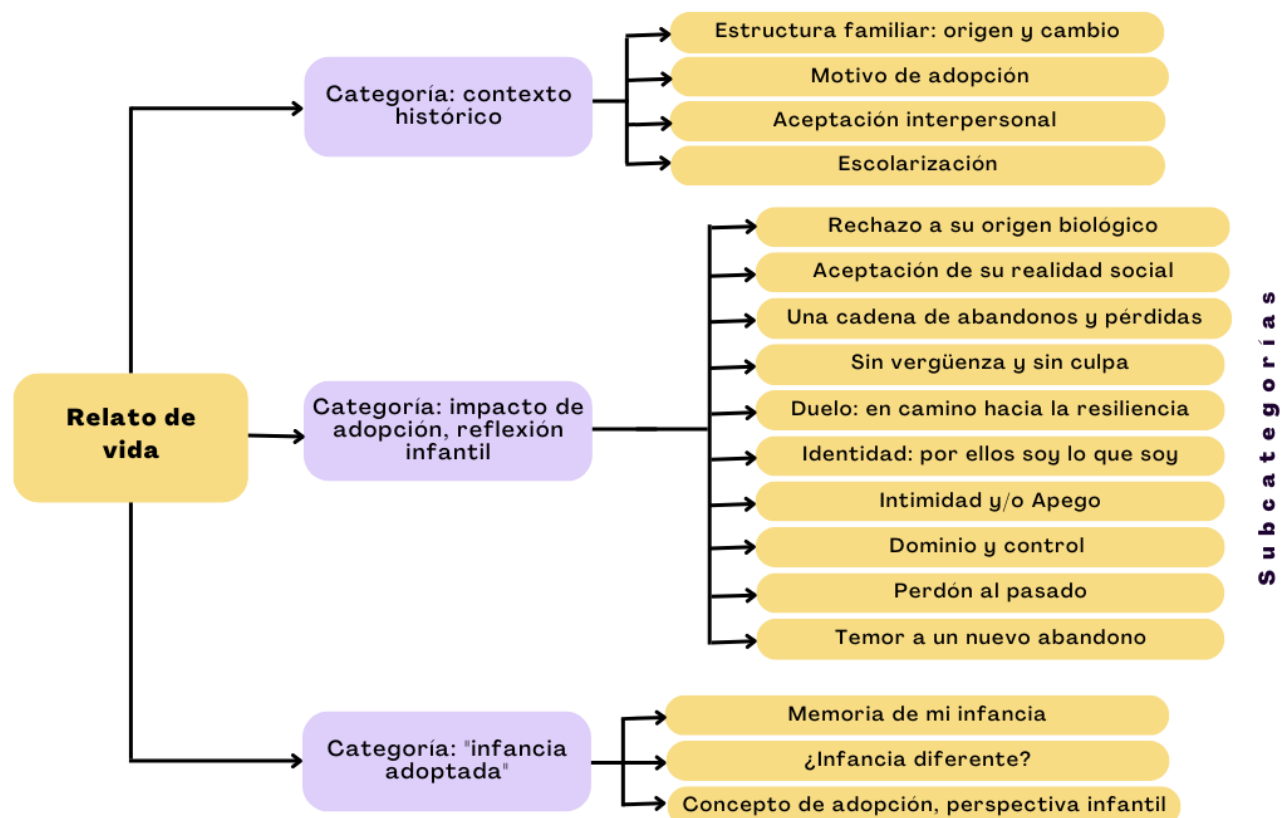 Relato de
vida
Categoría: contexto
histórico
Estructura familiar: origen y cambio
Motivo de adopción
Aceptación interpersonal
Escolarización
Categoría: impacto de
adopción, reflexión
infantil
Rechazo a su origen biológico
Aceptación de su realidad social
Una cadena de abandonos y pérdidas
Sin vergüenza y sin culpa
Duelo: en camino hacia la resiliencia
Identidad: por ellos soy lo que soy
Intimidad y/o Apego
Dominio y control
Perdón al pasado
Temor a un nuevo abandono
Categoría: "infancia
adoptada"
Memoria de mi infancia
¿Infancia diferente?
Concepto de adopción, perspectiva infantil
Subcategorías